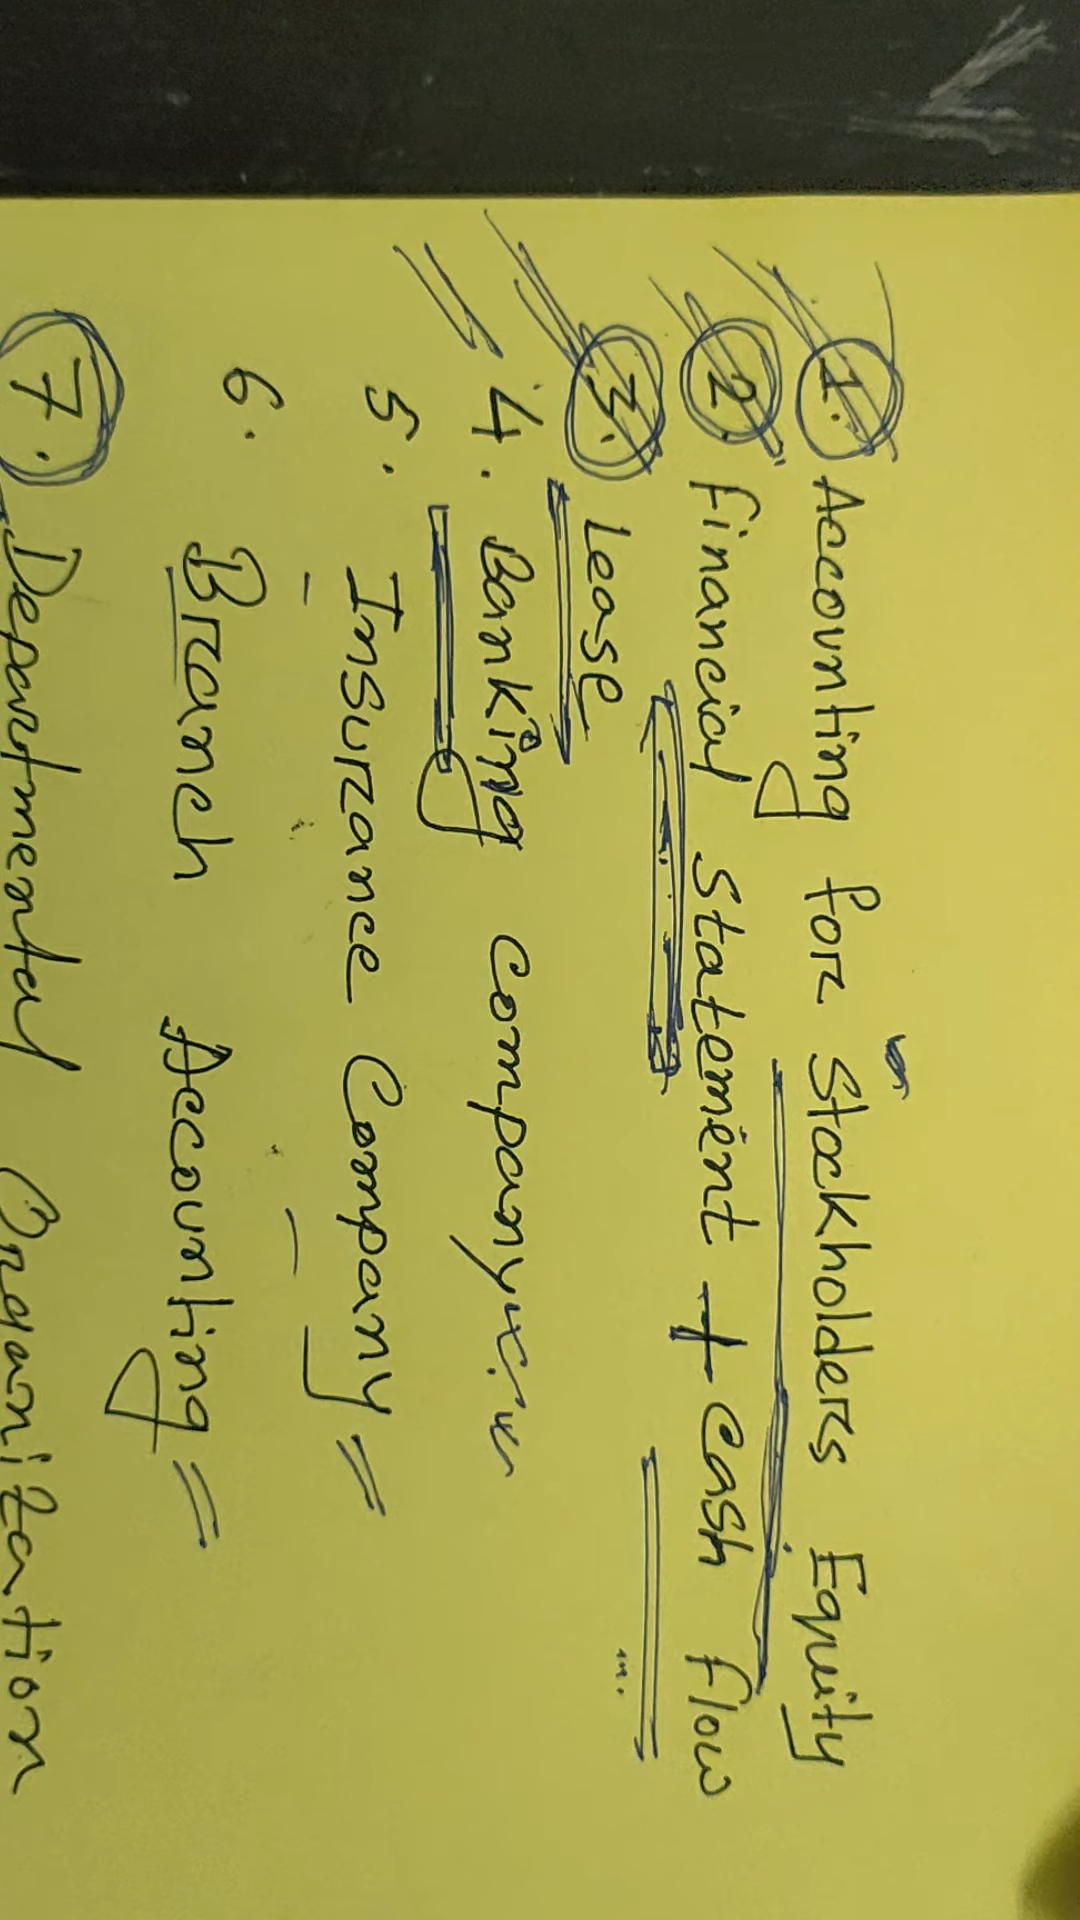 1. Accounting for Stockholders Equity
2. Financial Statement + Cash Flow
3. Lease
4. Banking Company
5. Insurance Company =
6. Branch Accounting =
7. Departmental Organization